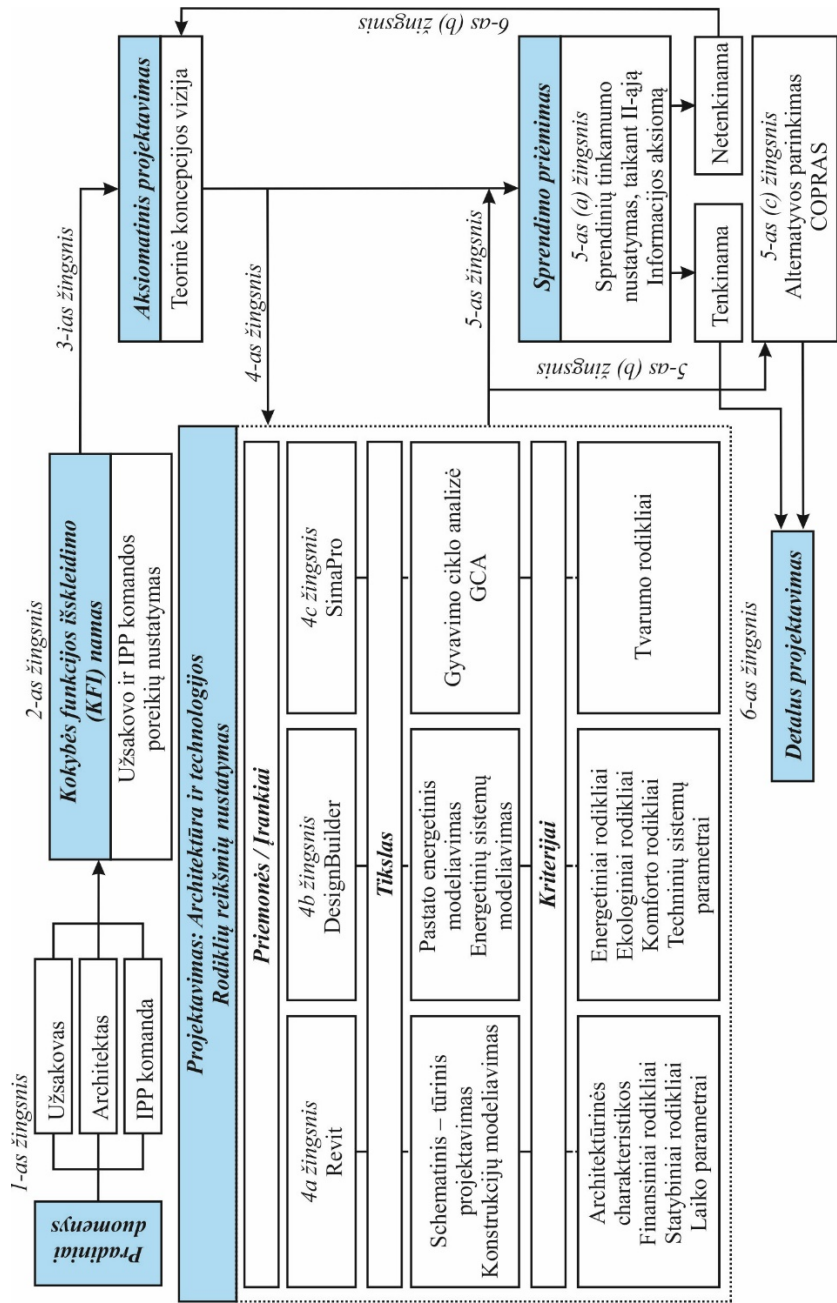 1-as žingsnis
Pradiniai
duomenys
Užsakovas
Architektas
IPP komanda
2-as žingsnis
Kokybės funkcijos išskleidimo
(KFI) namas
Užsakovo ir IPP komandos
poreikių nustatymas
3-ias žingsnis
Aksiomatinis projektavimas
Teorinė koncepcijos vizija
4-as žingsnis
Projektavimas: Architektūra ir technologijos
Rodiklių reikšmių nustatymas
Priemonės / Įrankiai
4a žingsnis
Revit
4b žingsnis
DesignBuilder
4c žingsnis
SimaPro
Tikslas
Schematinis – tūrinis
projektavimas
Konstrukcijų modeliavimas
Pastato energetinis
modeliavimas
Energetinių sistemų
modeliavimas
Gyvavimo ciklo analizė
GCA
Kriterijai
Architektūrinės
charakteristikos
Finansiniai rodikliai
Statybiniai rodikliai
Laiko parametrai
Energetiniai rodikliai
Ekologiniai rodikliai
Komforto rodikliai
Techninių sistemų
parametrai
Tvarumo rodikliai
5-as žingsnis
5-as (b) žingsnis
Sprendimo priėmimas
5-as (a) žingsnis
Sprendinių tinkamumo
nustatymas, taikant II-ąją
Informacijos aksiomą
Tenkinama
Netenkinama
6-as (b) žingsnis
5-as (c) žingsnis
Alternatyvos parinkimas
COPRAS
6-as žingsnis
Detalus projektavimas